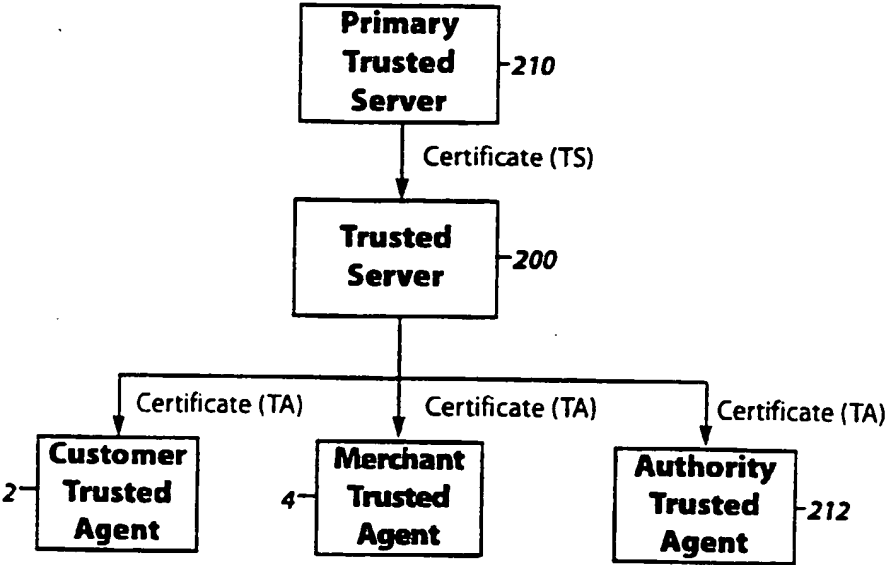 Primary
Trusted
Server
210
Certificate (TS)
Trusted
Server
200
Certificate (TA)
Certificate (TA)
Certificate (TA)
Customer
Trusted
Agent
2
Merchant
Trusted
Agent
4
Authority
Trusted
Agent
212